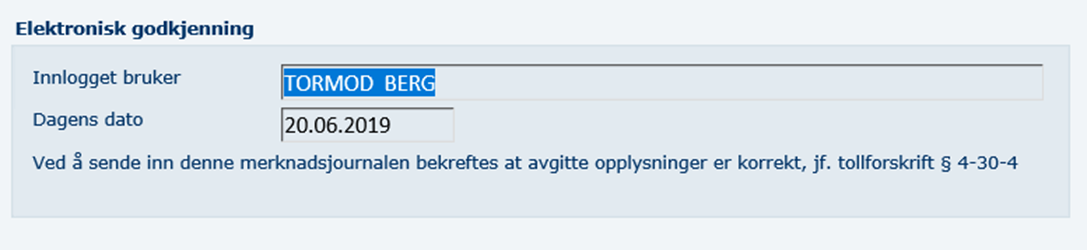 Elektronisk godkjenning
Innlogget bruker TORMOD BERG
Dagens dato 20.06.2019
Ved å sende inn denne merknadsjournalen bekreftes at avgitte opplysninger er korrekt, jf. tollforskrift § 4-30-4